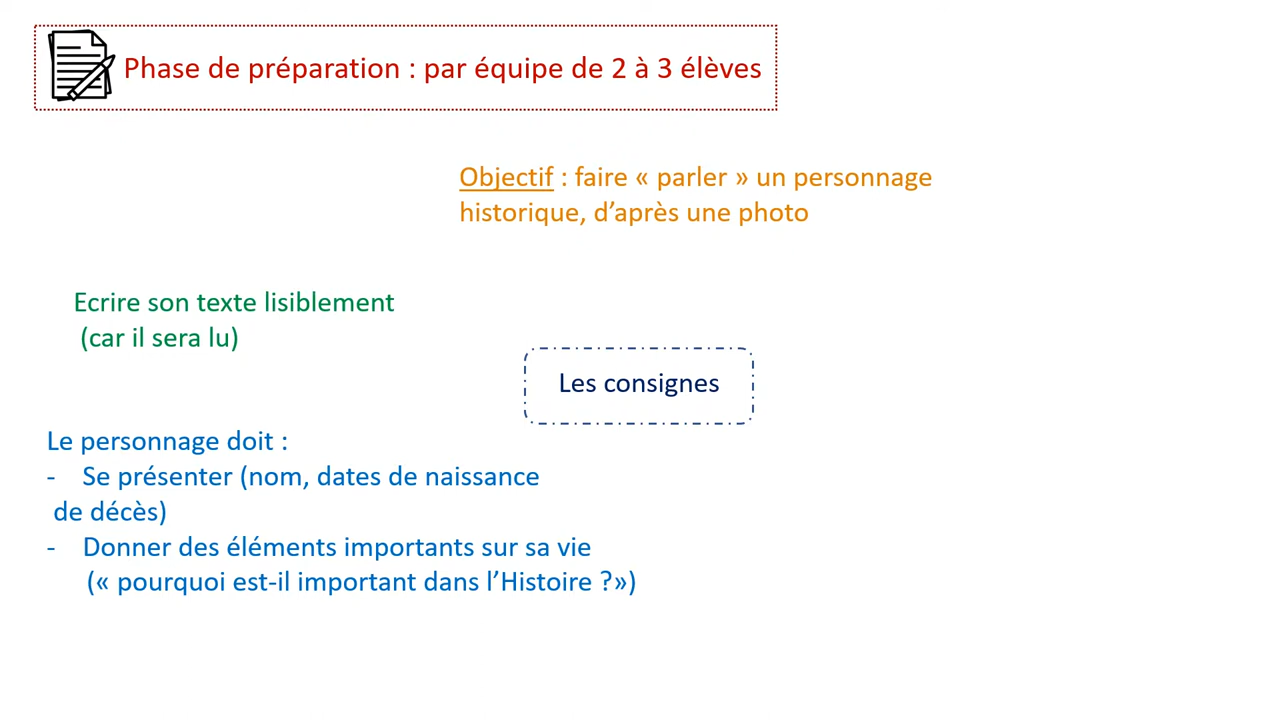 Phase de préparation : par équipe de 2 à 3 élèves
Objectif : faire « parler » un personnage
historique, d’après une photo
Ecrire son texte lisiblement
(car il sera lu)
Les consignes
Le personnage doit :
- Se présenter (nom, dates de naissance
de décès)
- Donner des éléments importants sur sa vie
(« pourquoi est-il important dans l’Histoire ?»)